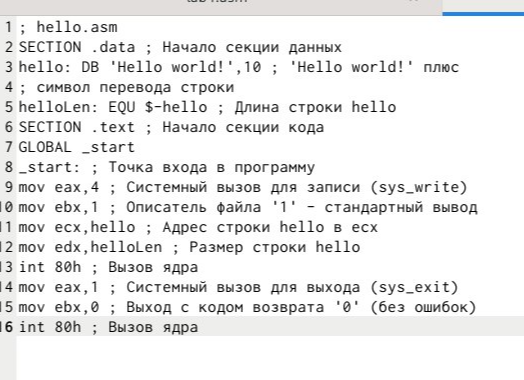 1 ; hello.asm
2 SECTION .data ; Начало секции данных
3 hello: DB 'Hello world!',10 ; 'Hello world!' плюс
4 ; символ перевода строки
5 helloLen: EQU $-hello ; Длина строки hello
6 SECTION .text ; Начало секции кода
7 GLOBAL _start
8 _start: ; Точка входа в программу
9 mov eax,4 ; Системный вызов для записи (sys_write)
10 mov ebx,1 ; Описатель файла '1' - стандартный вывод
11 mov ecx,hello ; Адрес строки hello в ecx
12 mov edx,helloLen ; Размер строки hello
13 int 80h ; Вызов ядра
14 mov eax,1 ; Системный вызов для выхода (sys_exit)
15 mov ebx,0 ; Выход с кодом возврата '0' (без ошибок)
16 int 80h ; Вызов ядра